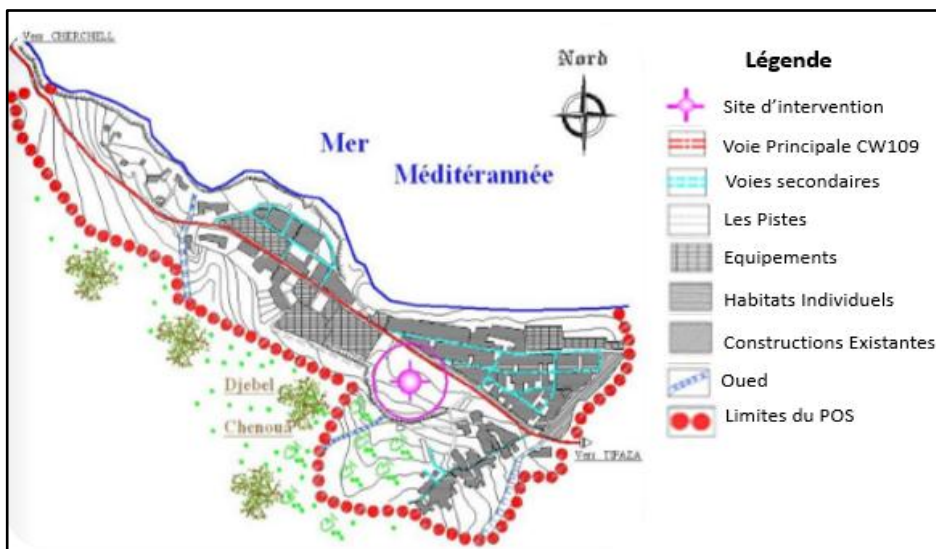 Vers CHERCHELL
Nord
Mer
Méditérannée
Djebel
Chenoua
Vers TIPAZA
Légende
Site d'intervention
Voie Principale CW109
Voies secondaires
Les Pistes
Equipements
Habitats Individuels
Constructions Existantes
Oued
Limites du POS